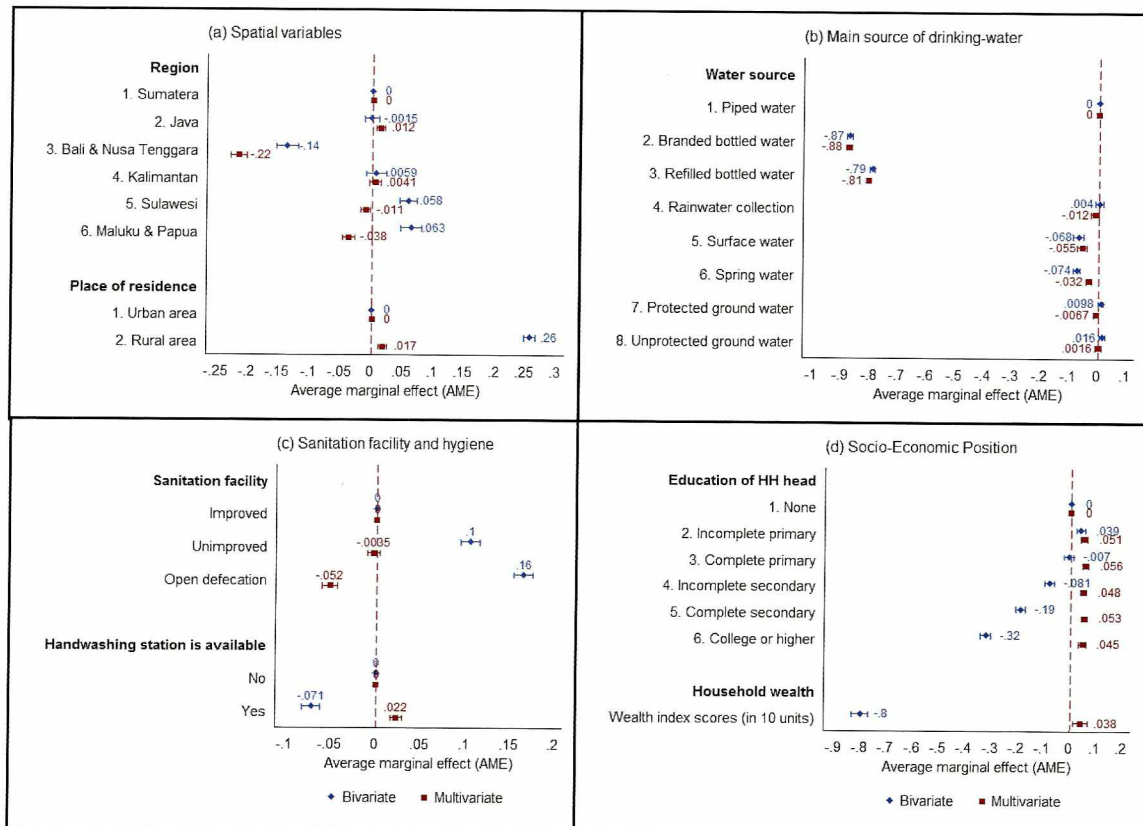 (a) Spatial variables
Region
1. Sumatera
0
0
2. Java
-.0015
.012
3. Bali & Nusa Tenggara
-.14
-.22
4. Kalimantan
.0059
.0041
5. Sulawesi
.058
-.011
6. Maluku & Papua
.063
-.038
Place of residence
1. Urban area
0
0
2. Rural area
.26
.017
-.25 -.2 -.15 -.1 -.05 0 .05 .1 .15 .2 .25 .3
Average marginal effect (AME)
(b) Main source of drinking-water
Water source
1. Piped water
0
0
2. Branded bottled water
-.87
-.88
3. Refilled bottled water
-.79
-.81
4. Rainwater collection
.004
-.012
5. Surface water
-.068
-.055
6. Spring water
-.074
-.032
7. Protected ground water
.0098
-.0067
8. Unprotected ground water
.016
.0016
-1 -.9 -.8 -.7 -.6 -.5 -.4 -.3 -.2 -.1 0 .1
Average marginal effect (AME)
(c) Sanitation facility and hygiene
Sanitation facility
0
Improved
Unimproved
.1
-.0035
Open defecation
.16
-.052
Handwashing station is available
0
No
Yes
-.071
.022
-.1 -.05 0 .05 .1 .15 .2
Average marginal effect (AME)
Bivariate Multivariate
(d) Socio-Economic Position
Education of HH head
1. None
0
0
2. Incomplete primary
.039
.051
3. Complete primary
-.007
.056
4. Incomplete secondary
-.081
.048
5. Complete secondary
-.19
.053
6. College or higher
-.32
.045
Household wealth
Wealth index scores (in 10 units)
-.8
.038
-.9 -.8 -.7 -.6 -.5 -.4 -.3 -.2 -.1 0 .1 .2
Average marginal effect (AME)
Bivariate Multivariate